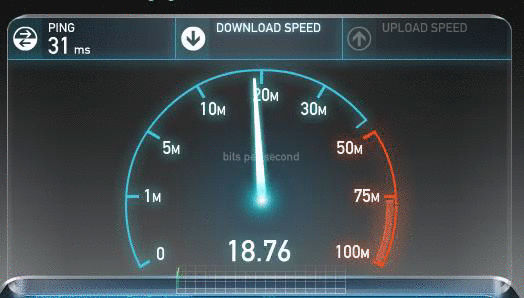 PING
31 ms
DOWNLOAD SPEED
UPLOAD SPEED
20M
10M
30M
5M
50M
bits per second
1M
75M
0
18.76
100M